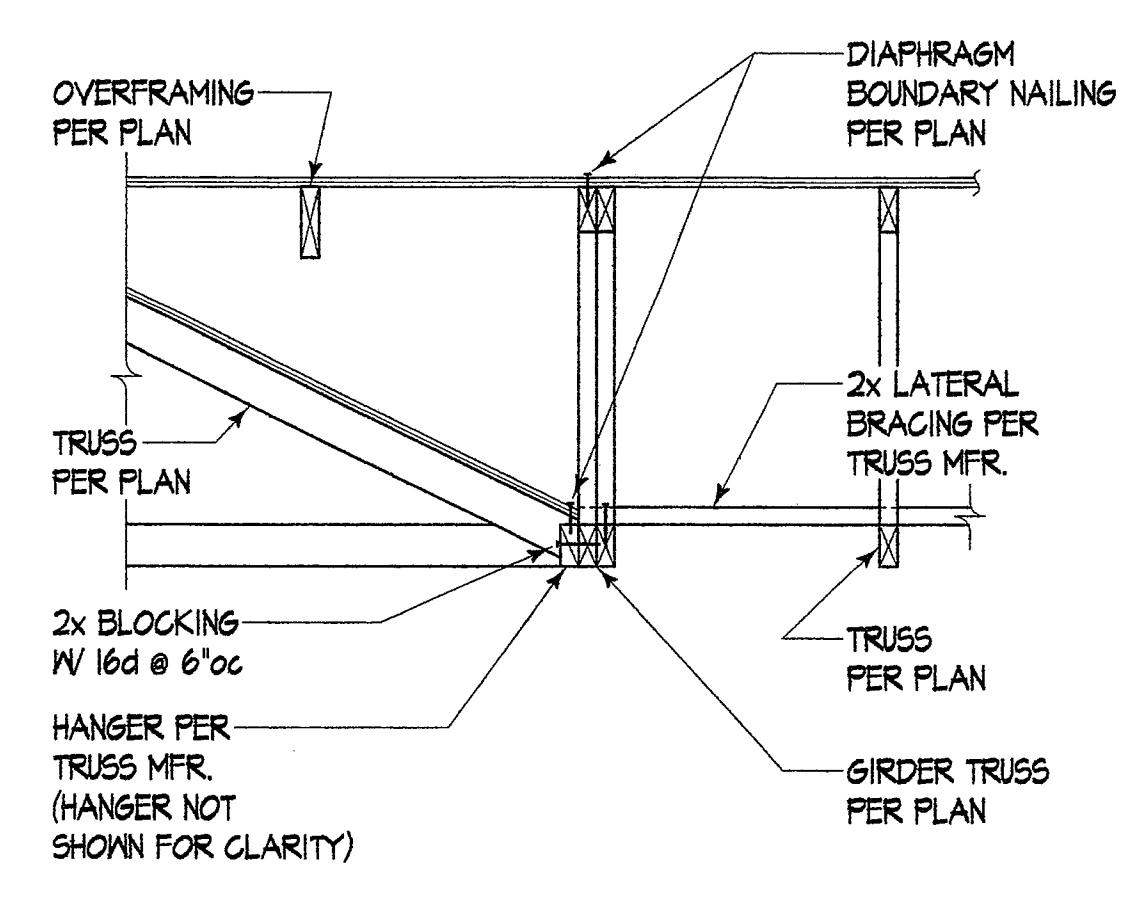 OVERFRAMING
PER PLAN
DIAPHRAGM
BOUNDARY NAILING
PER PLAN
TRUSS
PER PLAN
2x LATERAL
BRACING PER
TRUSS MFR.
2x BLOCKING
W/ 16d @ 6"oc
TRUSS
PER PLAN
HANGER PER
TRUSS MFR.
(HANGER NOT
SHOWN FOR CLARITY)
GIRDER TRUSS
PER PLAN